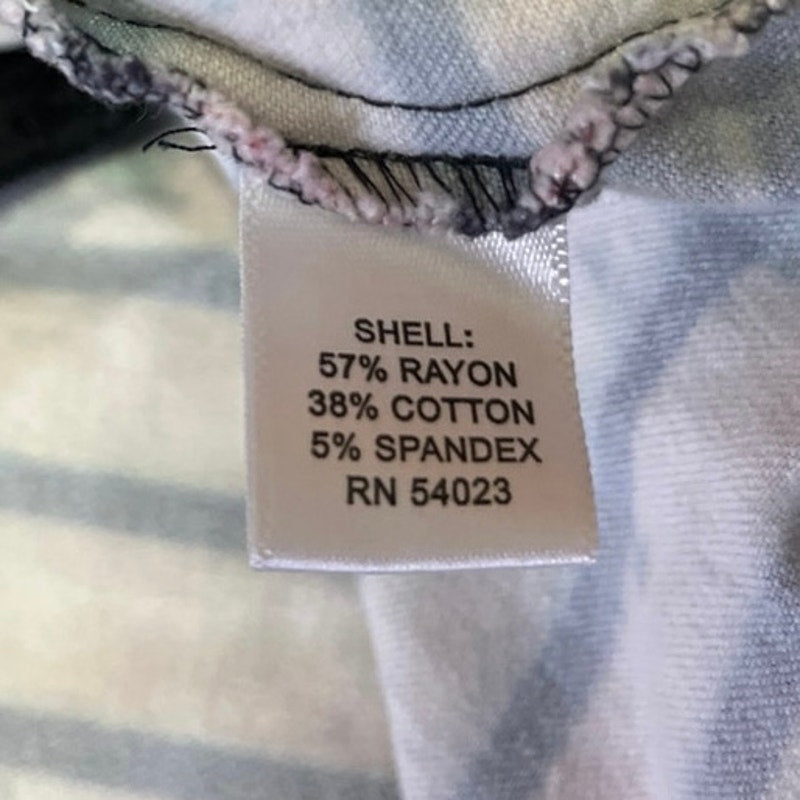 SHELL:
57% RAYON
38% COTTON
5% SPANDEX
RN 54023